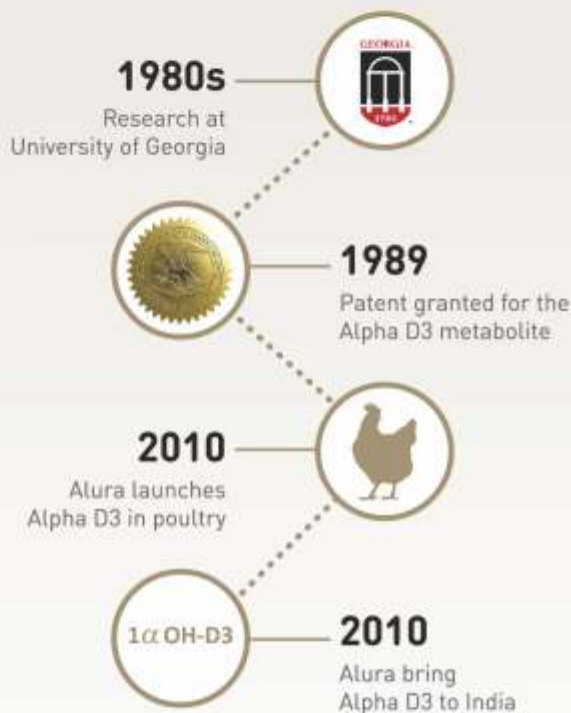 GEORGIA
1785
1980s
Research at
University of Georgia
1989
Patent granted for the
Alpha D3 metabolite
2010
Alura launches
Alpha D3 in poultry
1α OH-D3
2010
Alura bring
Alpha D3 to India